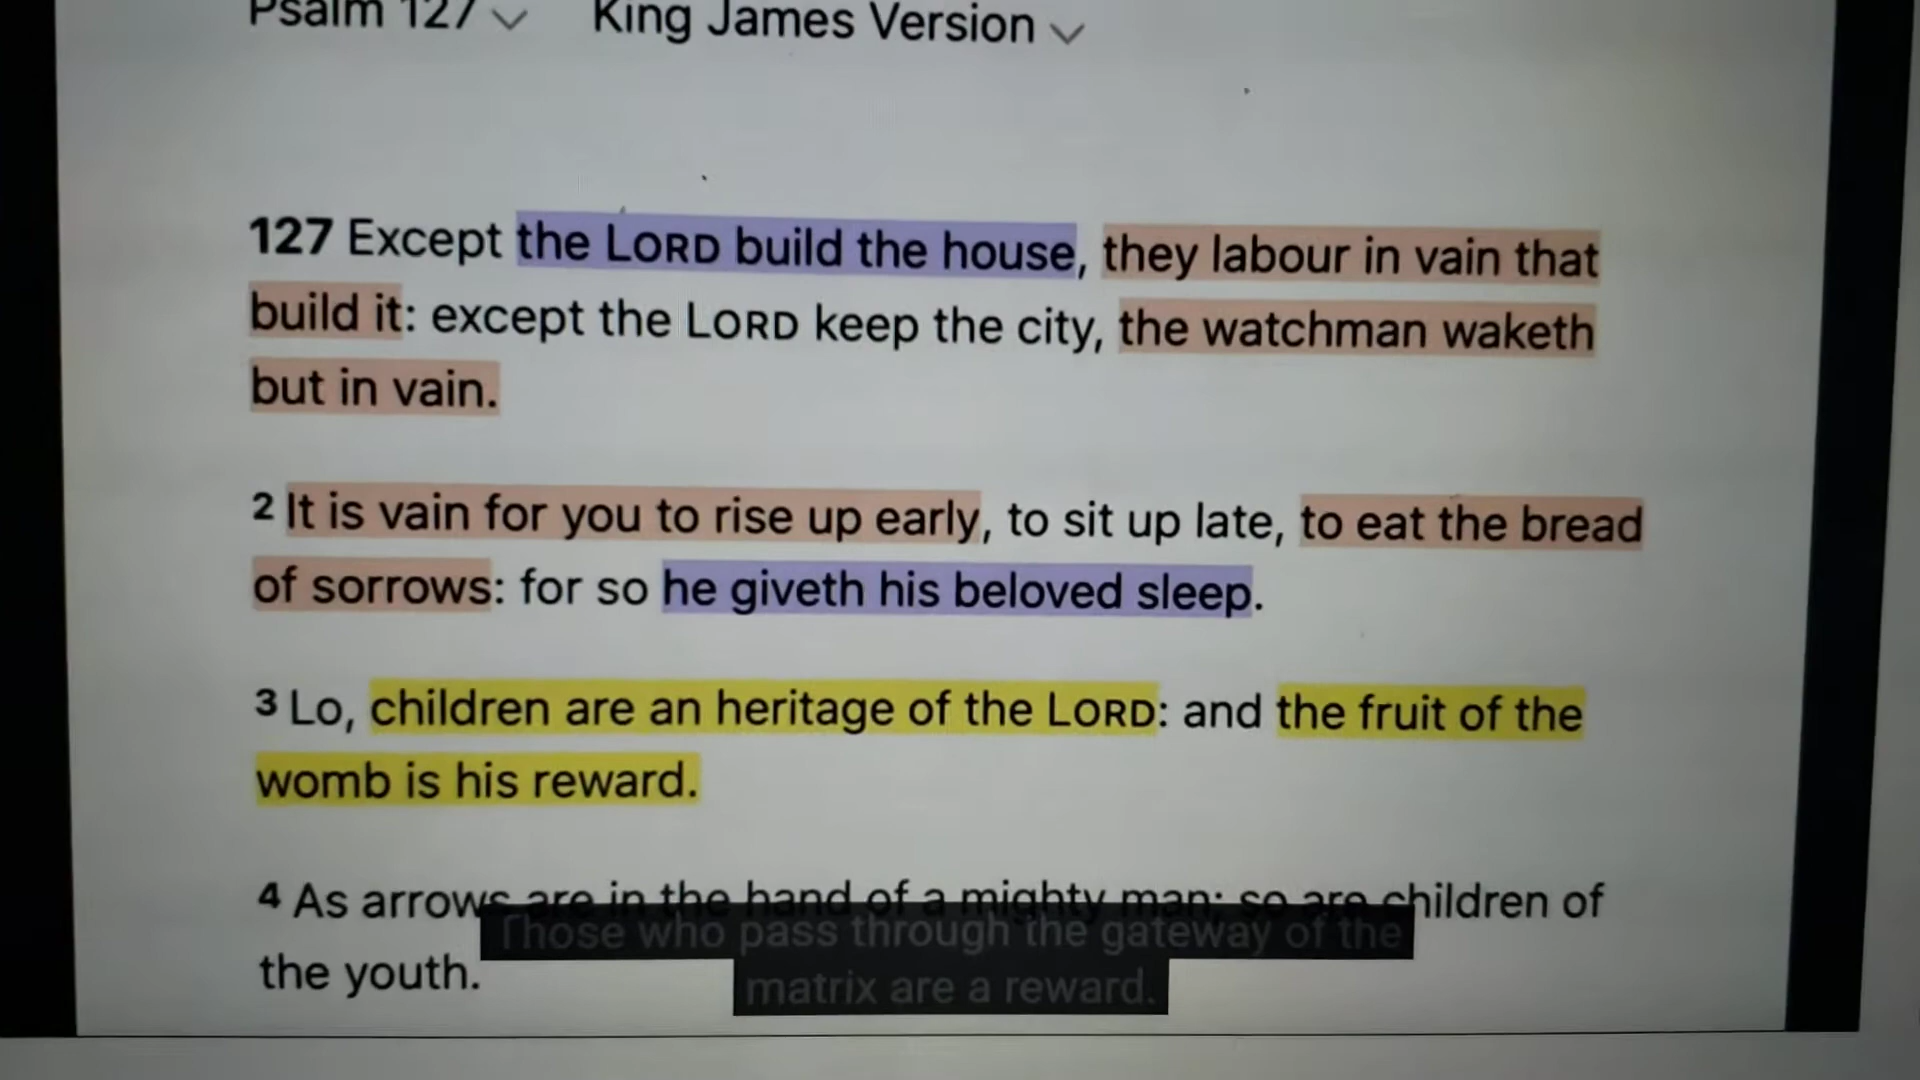 Psalm 127 King James Version
127 Except the LORD build the house, they labour in vain that
build it: except the LORD keep the city, the watchman waketh
but in vain.
2 It is vain for you to rise up early, to sit up late, to eat the bread
of sorrows: for so he giveth his beloved sleep.
3 Lo, children are an heritage of the LORD: and the fruit of the
womb is his reward.
4 As arrows are in the hand of a mighty man; so are children of
the youth.
Those who pass through the gateway of the
matrix are a reward.